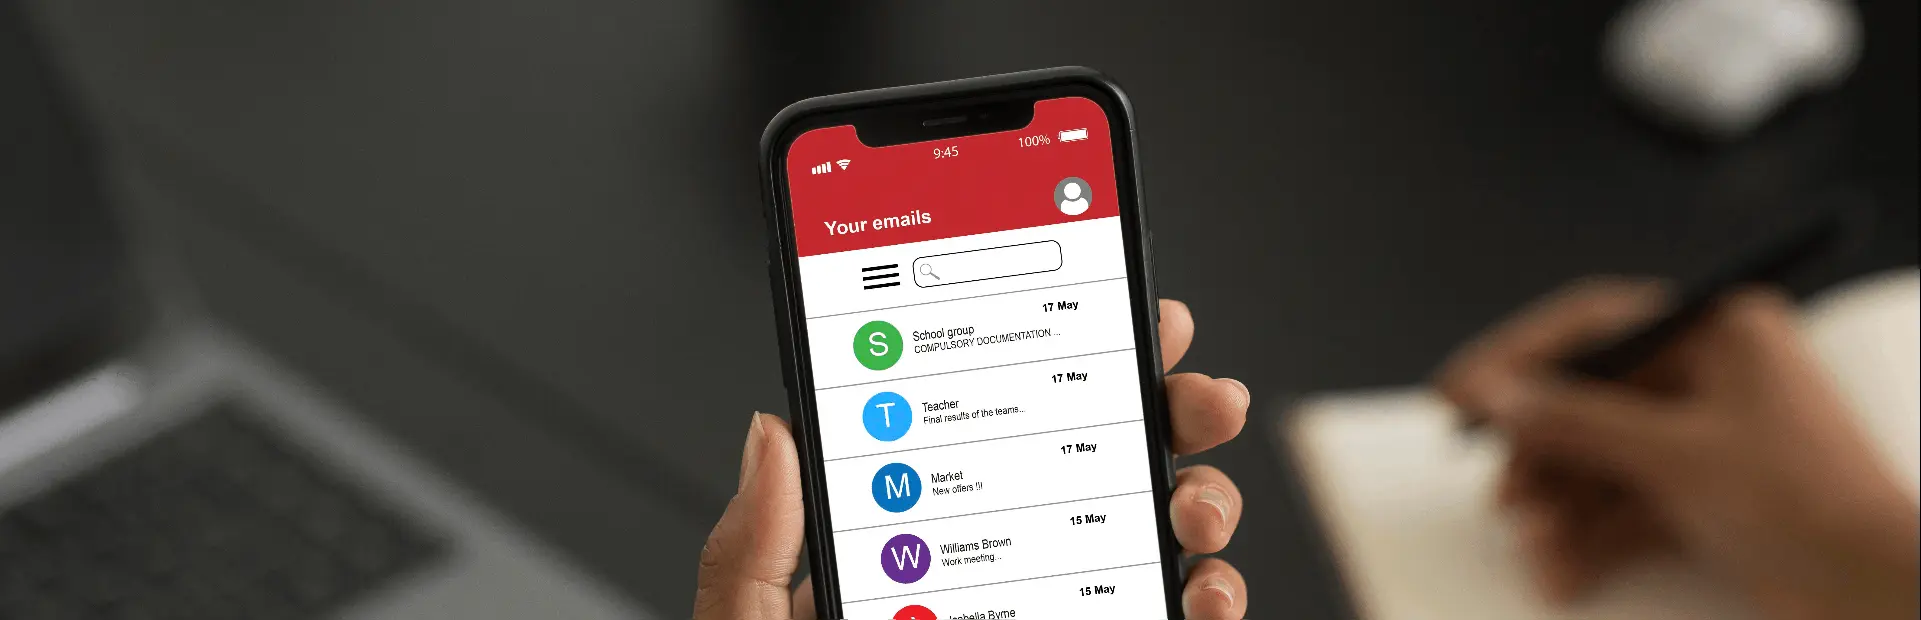 9:45
100%
Your emails
17 May
S
School group
COMPULSORY DOCUMENTATION ...
17 May
T
Teacher
Final results of the teams...
17 May
M
Market
New offers !!!
15 May
W
Williams Brown
Work meeting...
15 May
Byrne